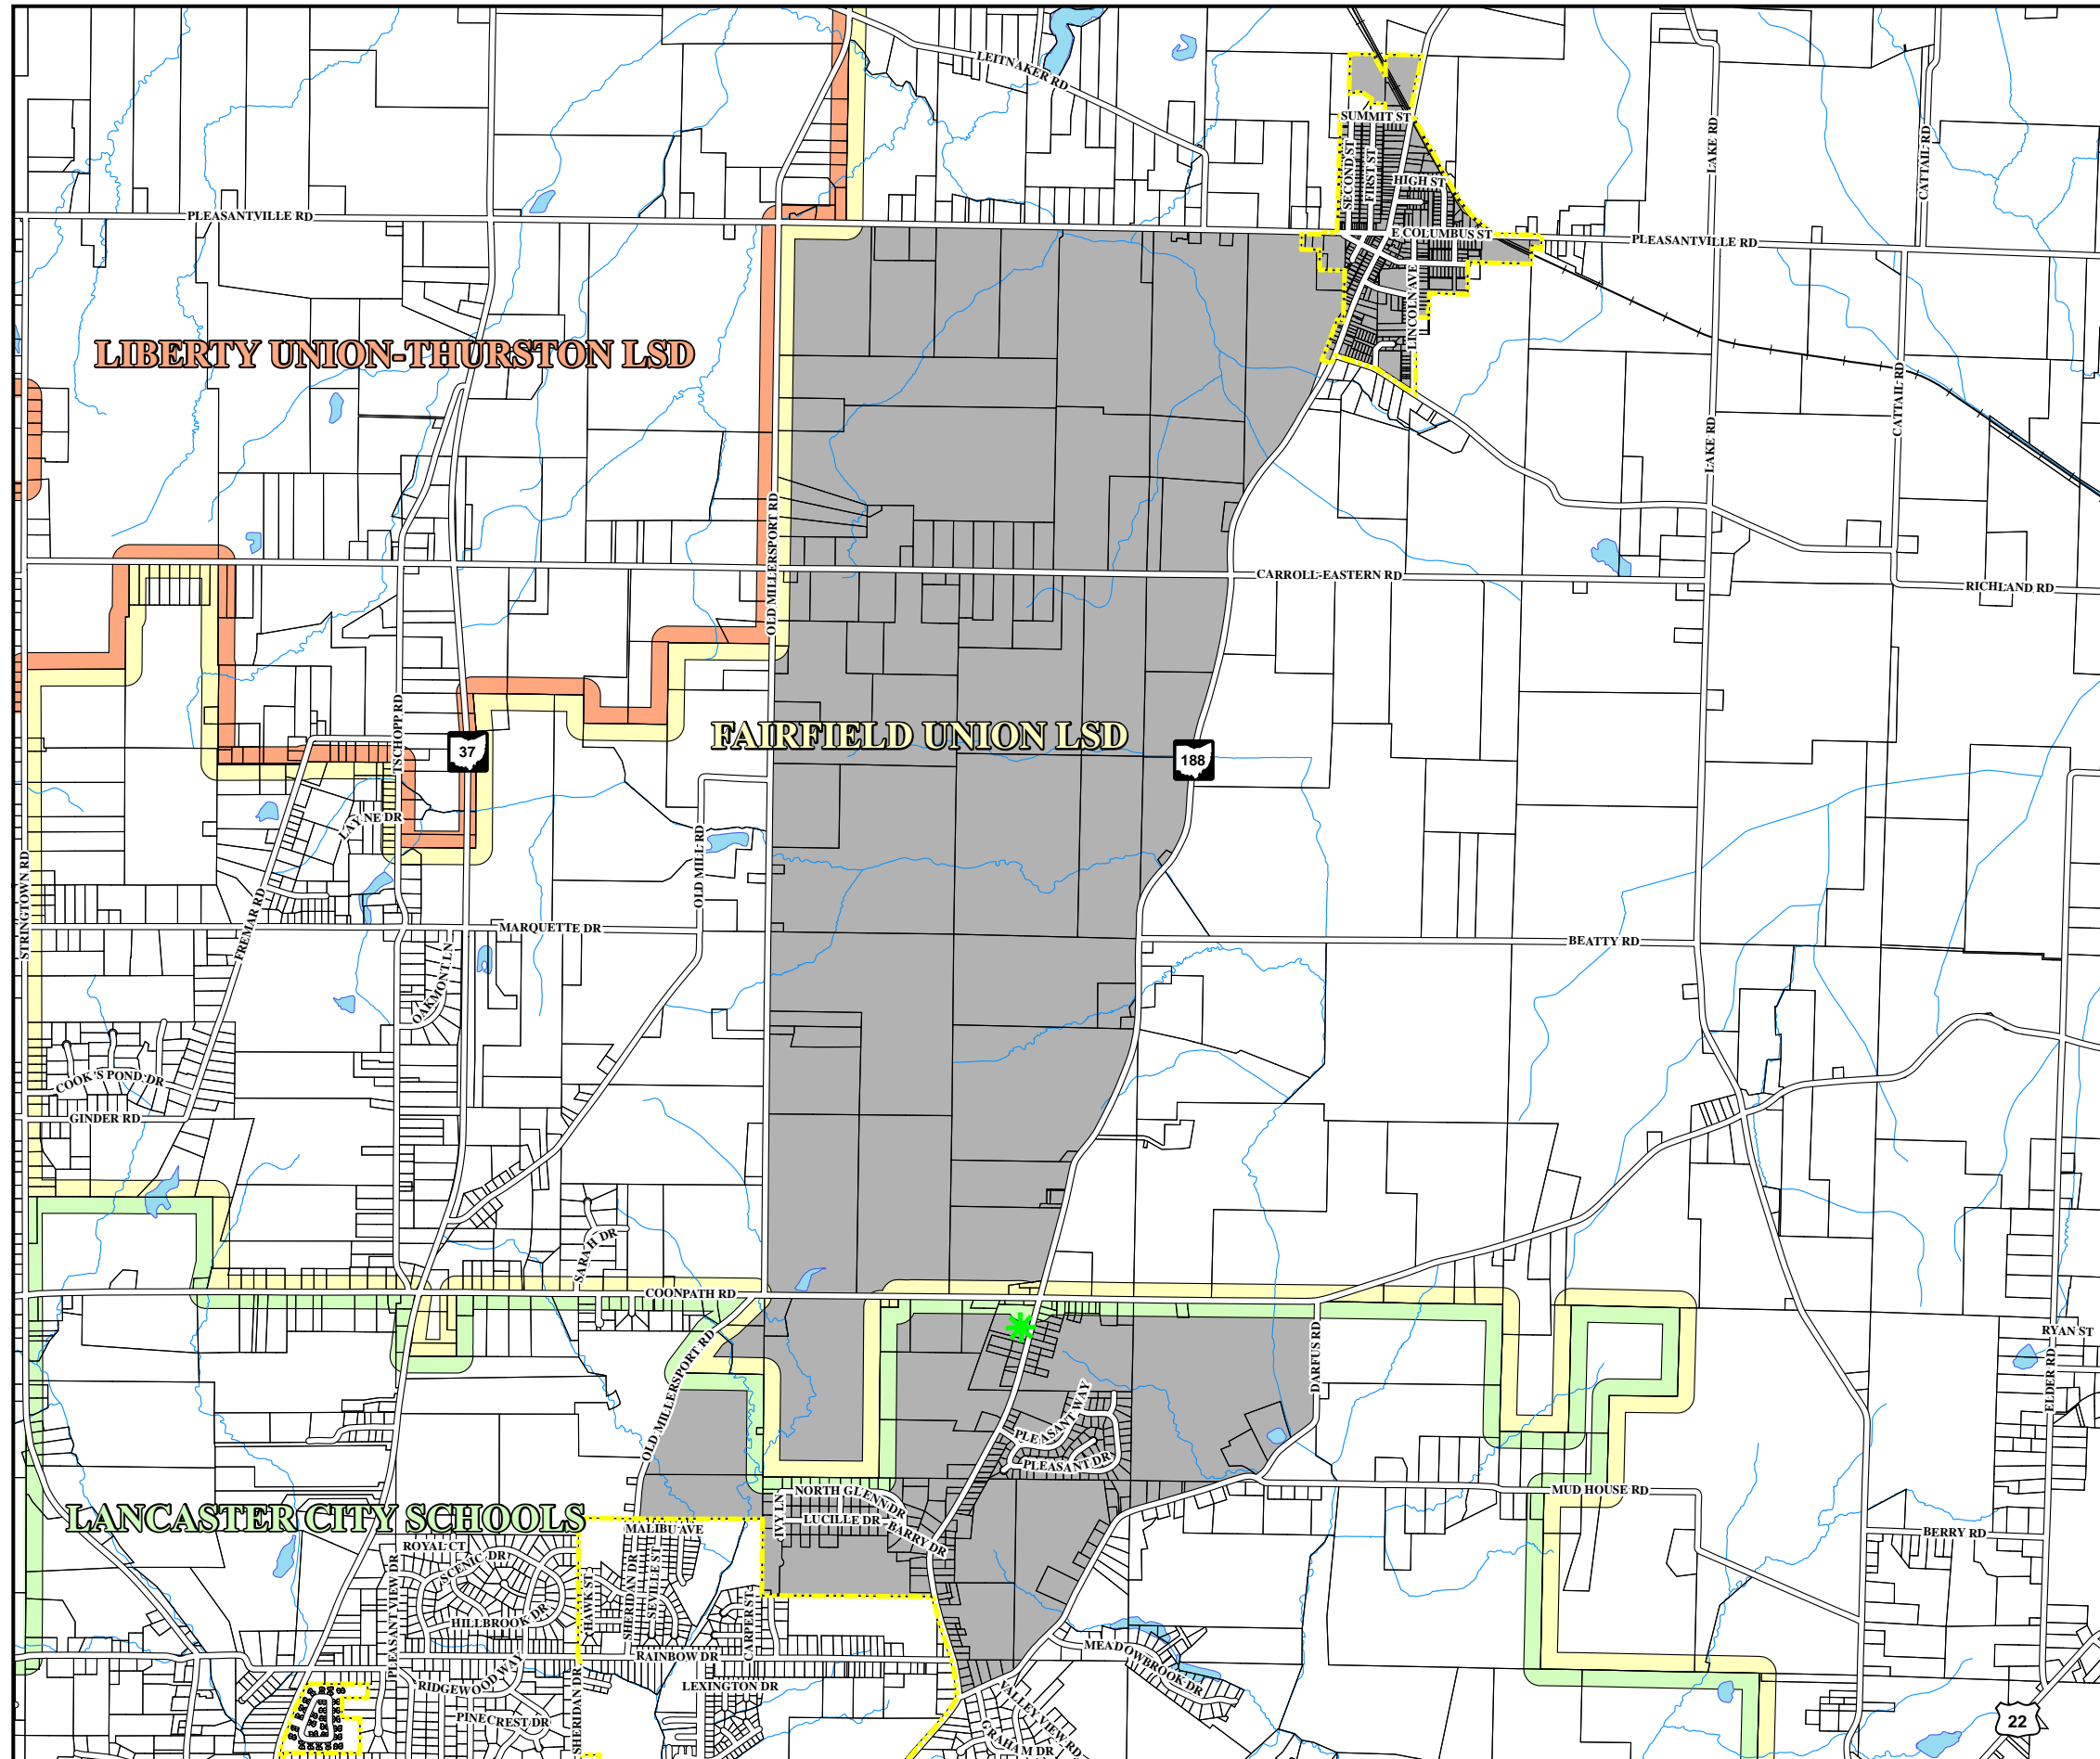 LEITNAKER RD
SUMMIT ST
SECOND ST
FIRST ST
HIGH ST
LAKE RD
CATTAIL RD
PLEASANTVILLE RD
E COLUMBUS ST
PLEASANTVILLE RD
LINCOLN AVE
LIBERTY UNION-THURSTON LSD
CATTAIL RD
LAKE RD
OLD MILLERSPORT RD
CARROLL-EASTERN RD
RICHLAND RD
TSCHOPP RD
37
FAIRFIELD UNION LSD
188
LAYNE DR
OLD MILL RD
STRINGTOWN RD
FREMAR RD
MARQUETTE DR
BEATTY RD
OAKMONT LN
COOK'S POND DR
GINDER RD
SARAH DR
COONPATH RD
OLD MILLERSPORT RD
DARFUS RD
RYAN ST
ELDER RD
PLEASANT WAY
PLEASANT DR
MUD HOUSE RD
LANCASTER CITY SCHOOLS
NORTH GLENN DR
IVY LN
LUCILLE DR
BARRY DR
MALIBU AVE
BERRY RD
ROYAL CT
SCENIC DR
PLEASANTVIEW DR
HILLBROOK DR
HAWK ST
SHERIDAN DR
SEVILLE ST
CARPER ST
RAINBOW DR
MEADOWBROOK DR
RIDGEWOOD WAY
LEXINGTON DR
SHERIDAN DR
PINECREST DR
VALLEY VIEW RD
GRAHAM DR
22